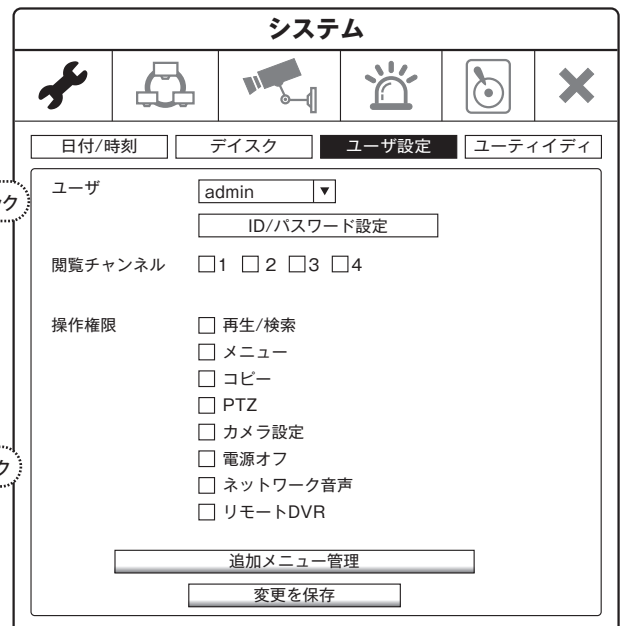 システム
日付/時刻 デイスク ユーザ設定 ユーティイディ
ユーザ admin ▼
ID/パスワード設定
閲覧チャンネル □1 □2 □3 □4
操作権限 □ 再生/検索
□ メニュー
□ コピー
□ PTZ
□ カメラ設定
□ 電源オフ
□ ネットワーク音声
□ リモートDVR
追加メニュー管理
変更を保存